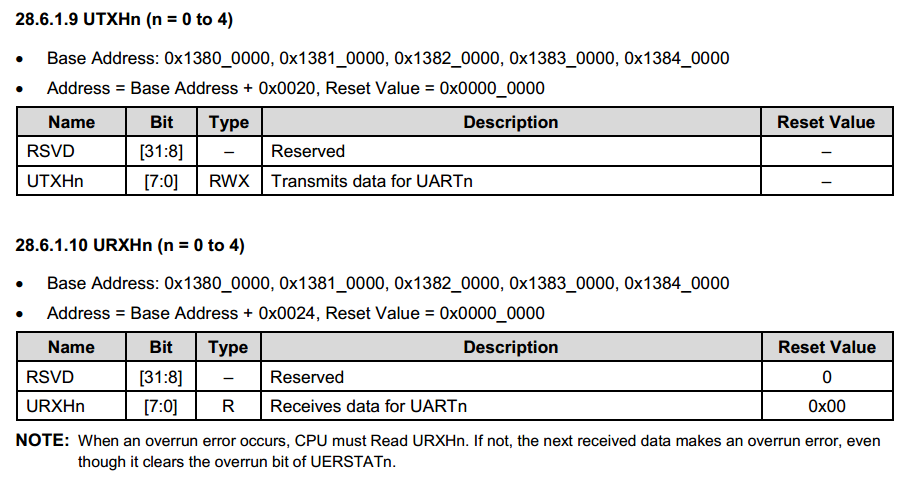 28.6.1.9 UTXHn (n = 0 to 4)
• Base Address: 0x1380_0000, 0x1381_0000, 0x1382_0000, 0x1383_0000, 0x1384_0000
• Address = Base Address + 0x0020, Reset Value = 0x0000_0000
Name Bit Type Description Reset Value
RSVD [31:8] – Reserved –
UTXHn [7:0] RWX Transmits data for UARTn –
28.6.1.10 URXHn (n = 0 to 4)
• Base Address: 0x1380_0000, 0x1381_0000, 0x1382_0000, 0x1383_0000, 0x1384_0000
• Address = Base Address + 0x0024, Reset Value = 0x0000_0000
Name Bit Type Description Reset Value
RSVD [31:8] – Reserved 0
URXHn [7:0] R Receives data for UARTn 0x00
NOTE: When an overrun error occurs, CPU must Read URXHn. If not, the next received data makes an overrun error, even
though it clears the overrun bit of UERSTATn.